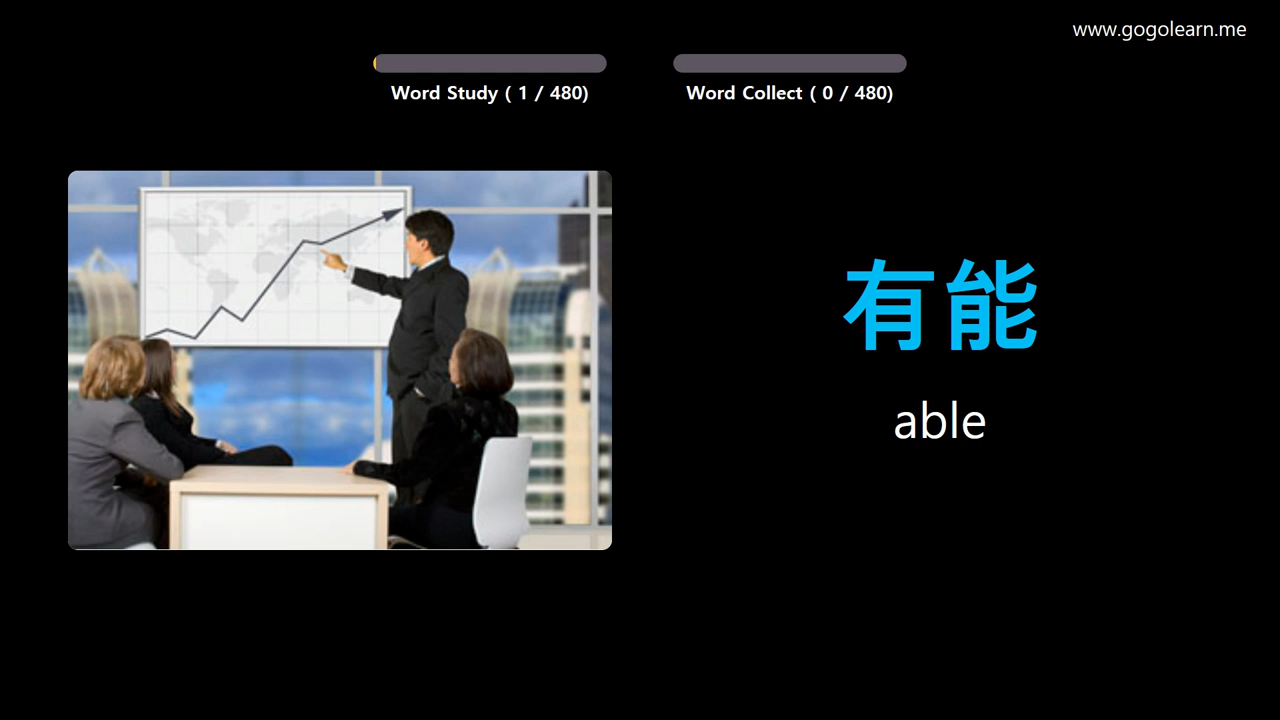 www.gogolearn.me
Word Study ( 1 / 480)
Word Collect ( 0 / 480)
有能
able